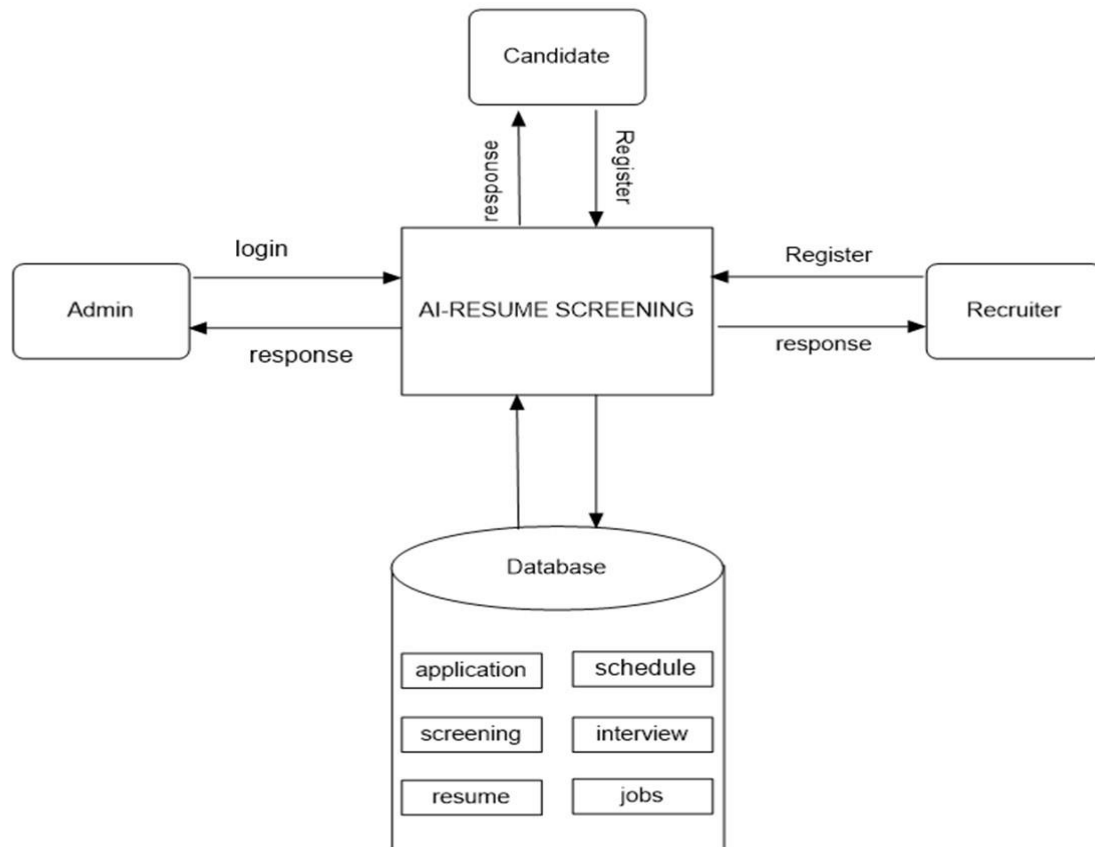 Candidate
response
Register
login
Register
Admin
AI-RESUME SCREENING
Recruiter
response
response
Database
application
schedule
screening
interview
resume
jobs